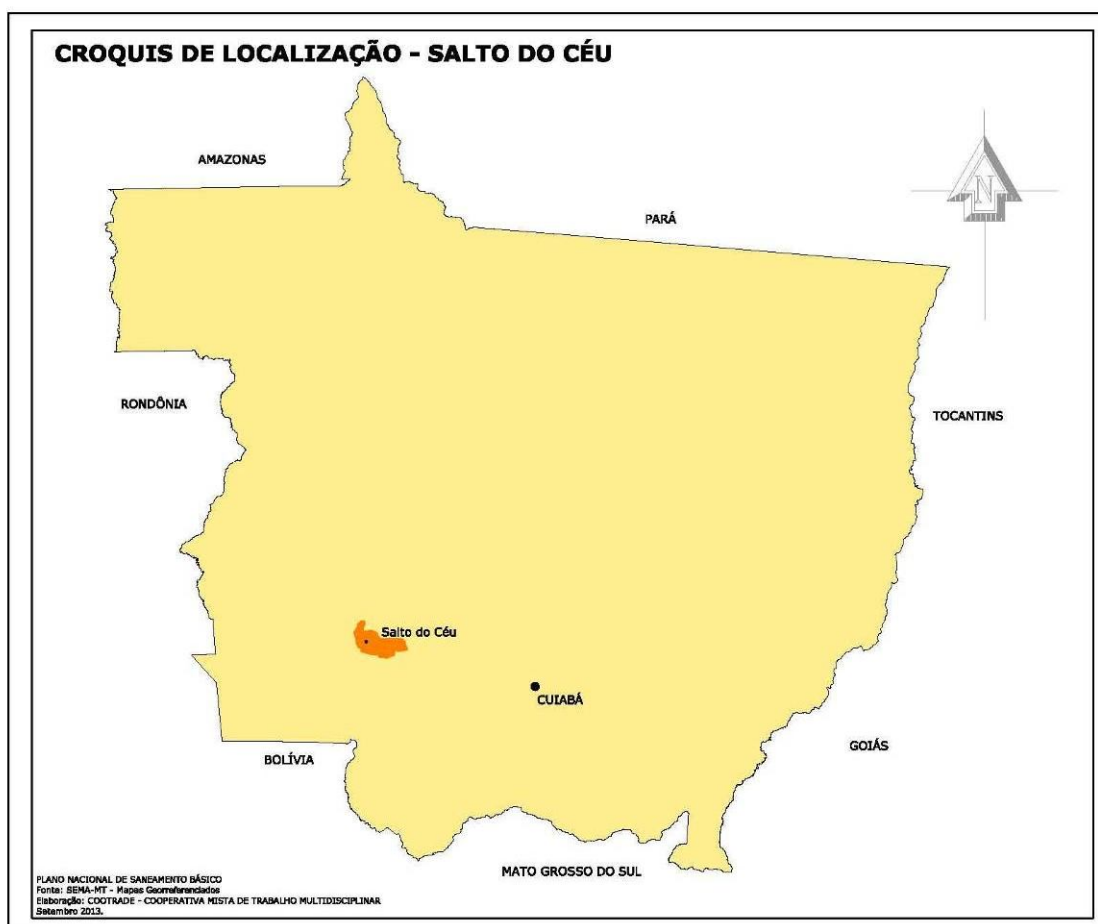 CROQUIS DE LOCALIZAÇÃO - SALTO DO CÉU
AMAZONAS
N
PARÁ
RONDÔNIA
TOCANTINS
Salto do Céu
CUIABÁ
GOIÁS
BOLÍVIA
MATO GROSSO DO SUL
PLANO NACIONAL DE SANEAMENTO BÁSICO
Fonte: SEMA-MT - Mapas Georreferenciados
Elaboração: COOTRADE - COOPERATIVA MISTA DE TRABALHO MULTIDISCIPLINAR
Setembro 2013.